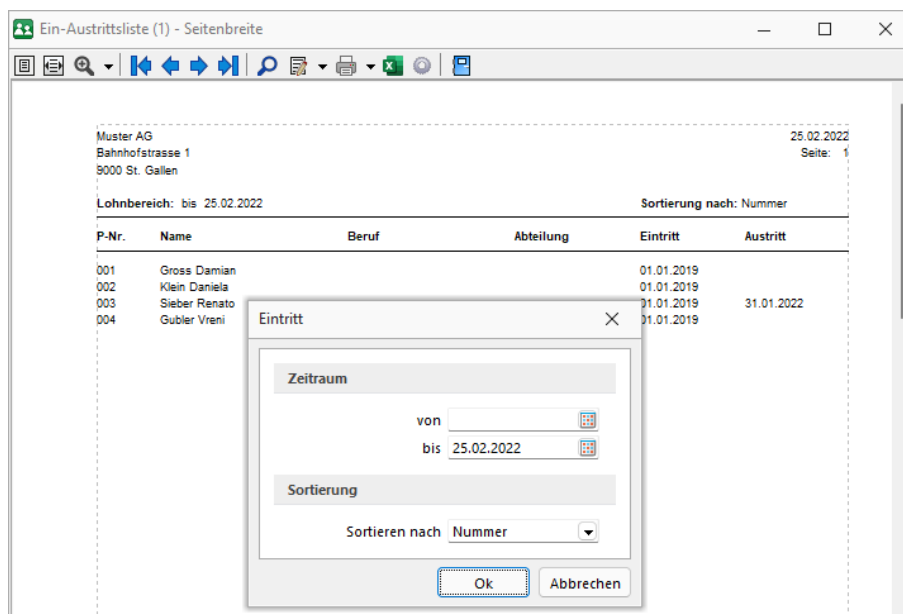 Ein-Austrittsliste (1) - Seitenbreite
Muster AG 25.02.2022
Bahnhofstrasse 1 Seite: 1
9000 St. Gallen
Lohnbereich: bis 25.02.2022 Sortierung nach: Nummer
P-Nr. Name Beruf Abteilung Eintritt Austritt
001 Gross Damian 01.01.2019
002 Klein Daniela 01.01.2019
003 Sieber Renato 01.01.2019 31.01.2022
004 Gubler Vreni 01.01.2019
Eintritt
Zeitraum
von
bis 25.02.2022
Sortierung
Sortieren nach Nummer
Ok Abbrechen